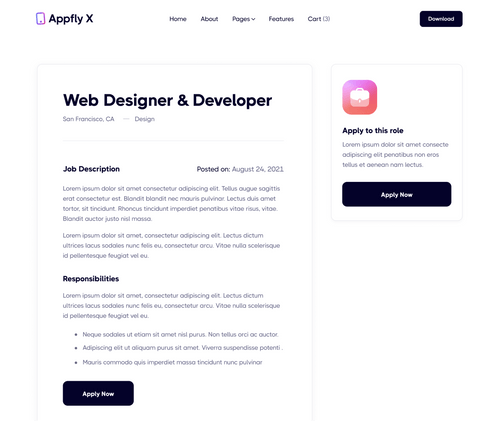 Appfly X
Home About Pages Features Cart (3)
Download
Web Designer & Developer
San Francisco, CA — Design
Job Description
Posted on: August 24, 2021
Lorem ipsum dolor sit amet consectetur adipiscing elit. Tellus augue sagittis
erat consectetur est. Blandit blandit nec mauris pulvinar. Lectus duis amet
tortor, sit tincidunt. Rhoncus tincidunt imperdiet penatibus vitae risus, vitae.
Blandit auctor justo nisl massa.
Lorem ipsum dolor sit amet, consectetur adipiscing elit. Lectus dictum
ultrices lacus sodales nunc felis eu, consectetur arcu. Vitae nulla scelerisque
id pellentesque feugiat vel eu.
Responsibilities
Lorem ipsum dolor sit amet, consectetur adipiscing elit. Lectus dictum
ultrices lacus sodales nunc felis eu, consectetur arcu. Vitae nulla scelerisque
id pellentesque feugiat vel eu.
Neque sodales ut etiam sit amet nisl purus. Non tellus orci ac auctor.
Adipiscing elit ut aliquam purus sit amet. Viverra suspendisse potenti .
Mauris commodo quis imperdiet massa tincidunt nunc pulvinar
Apply Now
Apply to this role
Lorem ipsum dolor sit amet consecte
adipiscing elit penatibus non eros
tellus et aenean nam lectus.
Apply Now